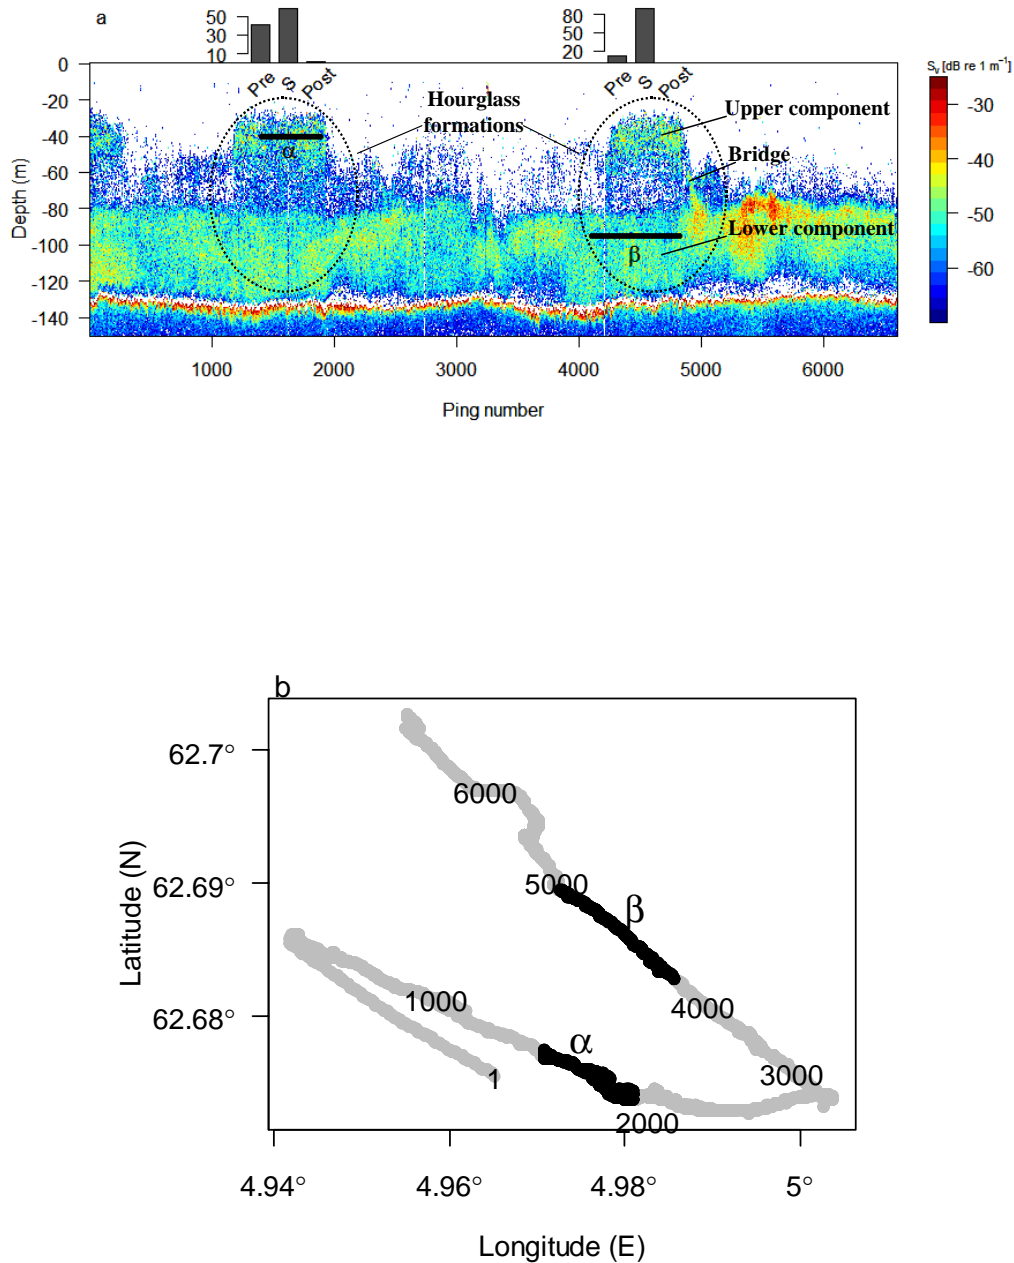 a
50
30
10
80
50
20
Pre S Post
Pre S Post
Hourglass
formations
Upper component
Bridge
Lower component
α
β
0
-20
-40
-60
-80
-100
-120
-140
Depth (m)
1000 2000 3000 4000 5000 6000
Ping number
Sv [dB re 1 m⁻¹]
-30
-40
-50
-60
b
62.7°
62.69°
62.68°
Latitude (N)
6000
5000
β
4000
1000
α
1
3000
2000
4.94° 4.96° 4.98° 5°
Longitude (E)